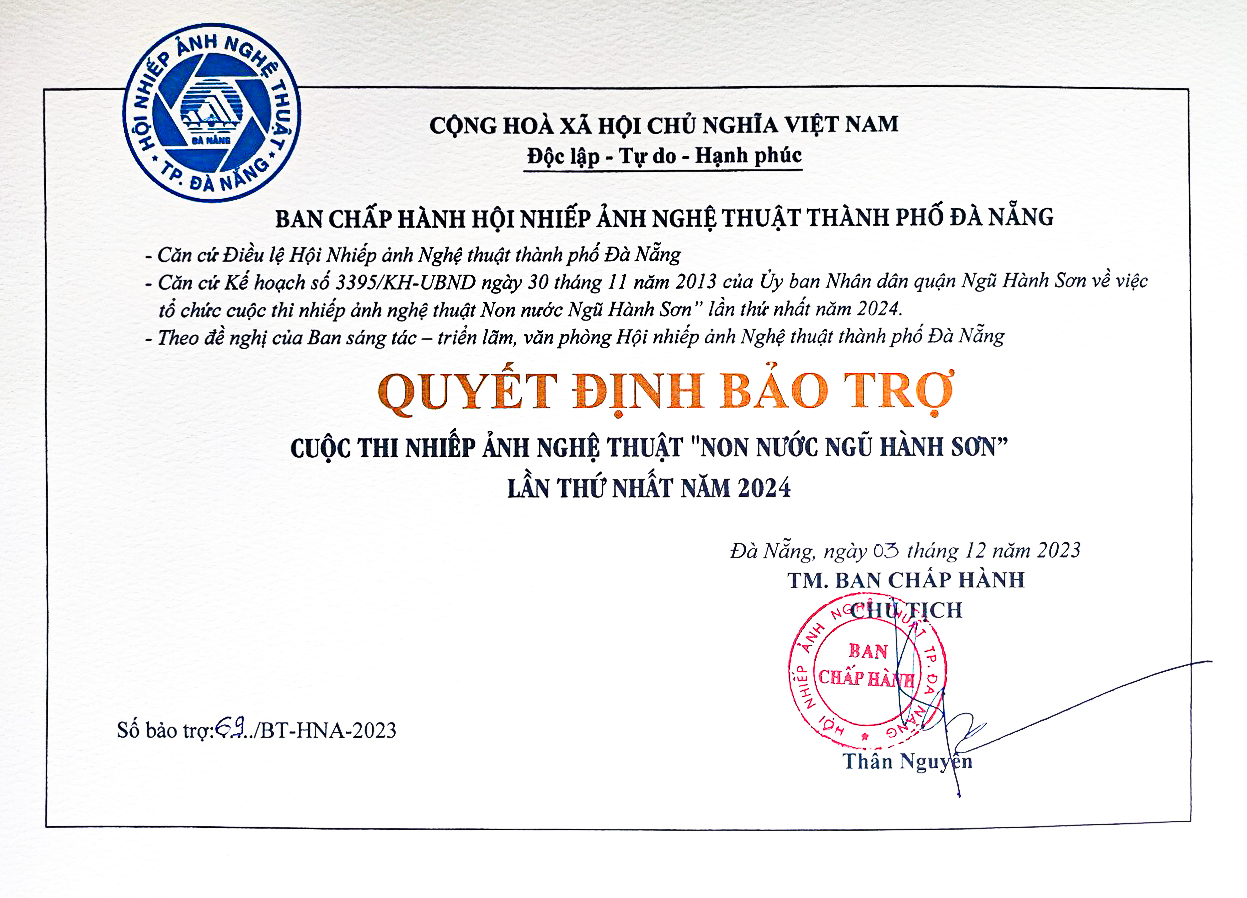 HỘI NHIẾP ẢNH NGHỆ THUẬT
TP. ĐÀ NẴNG
ĐÀ NẴNG
CỘNG HOÀ XÃ HỘI CHỦ NGHĨA VIỆT NAM
Độc lập - Tự do - Hạnh phúc
BAN CHẤP HÀNH HỘI NHIẾP ẢNH NGHỆ THUẬT THÀNH PHỐ ĐÀ NẴNG
- Căn cứ Điều lệ Hội Nhiếp ảnh Nghệ thuật thành phố Đà Nẵng
- Căn cứ Kế hoạch số 3395/KH-UBND ngày 30 tháng 11 năm 2013 của Ủy ban Nhân dân quận Ngũ Hành Sơn về việc
tổ chức cuộc thi nhiếp ảnh nghệ thuật Non nước Ngũ Hành Sơn” lần thứ nhất năm 2024.
- Theo đề nghị của Ban sáng tác – triển lãm, văn phòng Hội nhiếp ảnh Nghệ thuật thành phố Đà Nẵng
QUYẾT ĐỊNH BẢO TRỢ
CUỘC THI NHIẾP ẢNH NGHỆ THUẬT "NON NƯỚC NGŨ HÀNH SƠN”
LẦN THỨ NHẤT NĂM 2024
Đà Nẵng, ngày 03 tháng 12 năm 2023
TM. BAN CHẤP HÀNH
CHỦ TỊCH
HỘI NHIẾP ẢNH NGHỆ THUẬT TP. ĐÀ NẴNG
BAN
CHẤP HÀNH
Số bảo trợ:69../BT-HNA-2023
Thân Nguyên